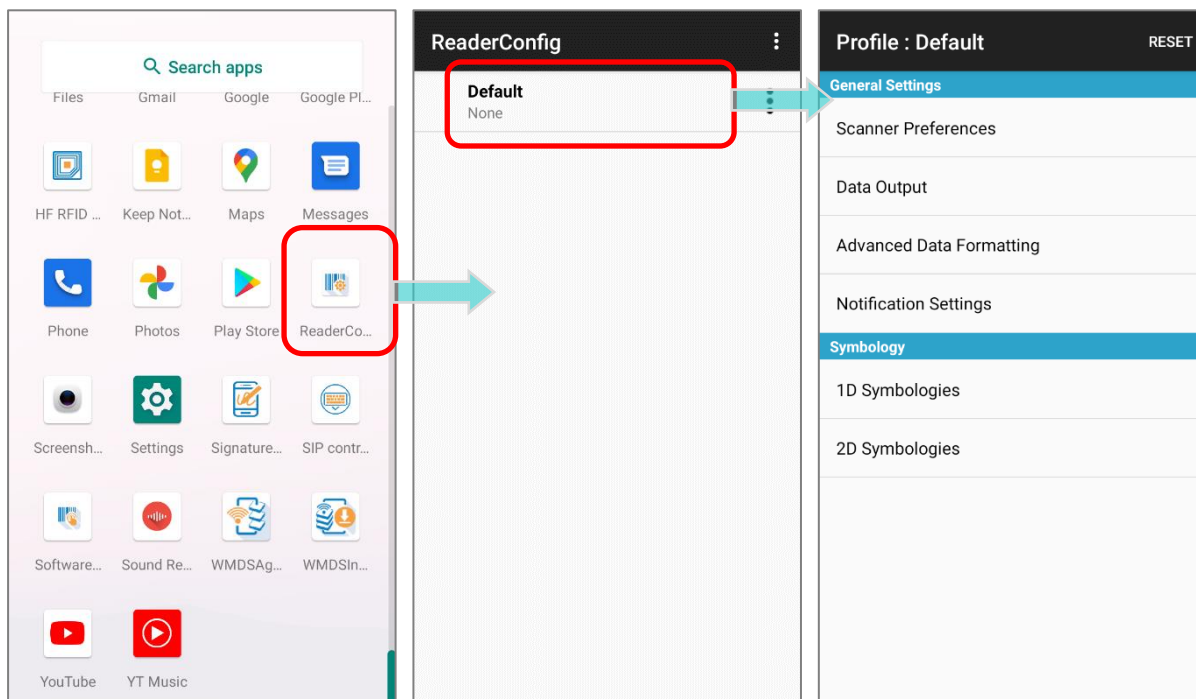 Search apps
Files Gmail Google Google Pl...
HF RFID ... Keep Not... Maps Messages
Phone Photos Play Store ReaderCo...
Screensh... Settings Signature... SIP contr...
Software... Sound Re... WMDSAg... WMDSIn...
YouTube YT Music
ReaderConfig
Default
None
Profile : Default RESET
General Settings
Scanner Preferences
Data Output
Advanced Data Formatting
Notification Settings
Symbology
1D Symbologies
2D Symbologies